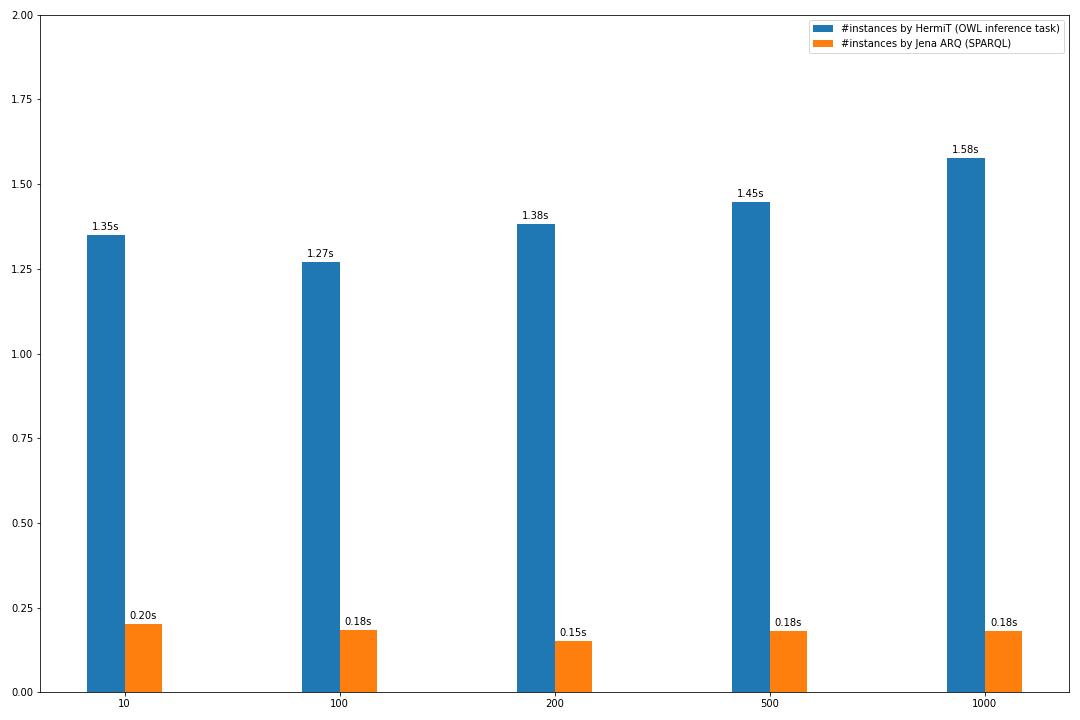 2.00
#instances by HermiT (OWL inference task)
#instances by Jena ARQ (SPARQL)
1.75
1.58s
1.50
1.45s
1.38s
1.35s
1.27s
1.25
1.00
0.75
0.50
0.25
0.20s
0.18s
0.15s
0.18s
0.18s
0.00
10 100 200 500 1000